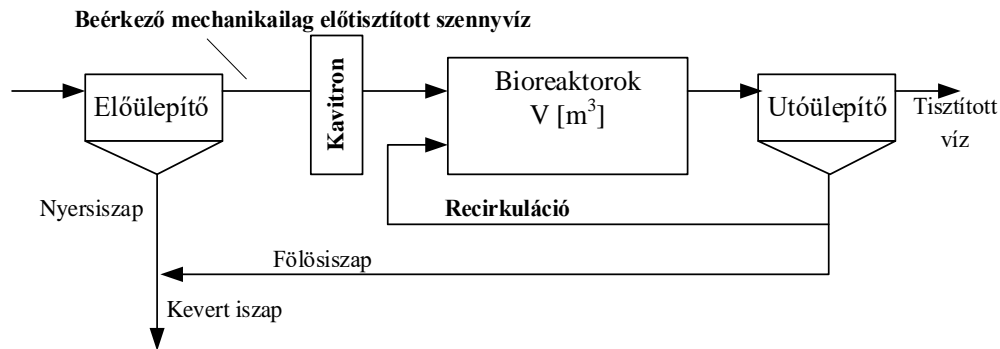 Beérkező mechanikailag előtisztított szennyvíz
Előülepítő
Kavitron
Bioreaktorok
V [m³]
Utóülepítő
Tisztított
víz
Nyersiszap
Recirkuláció
Fölösiszap
Kevert iszap